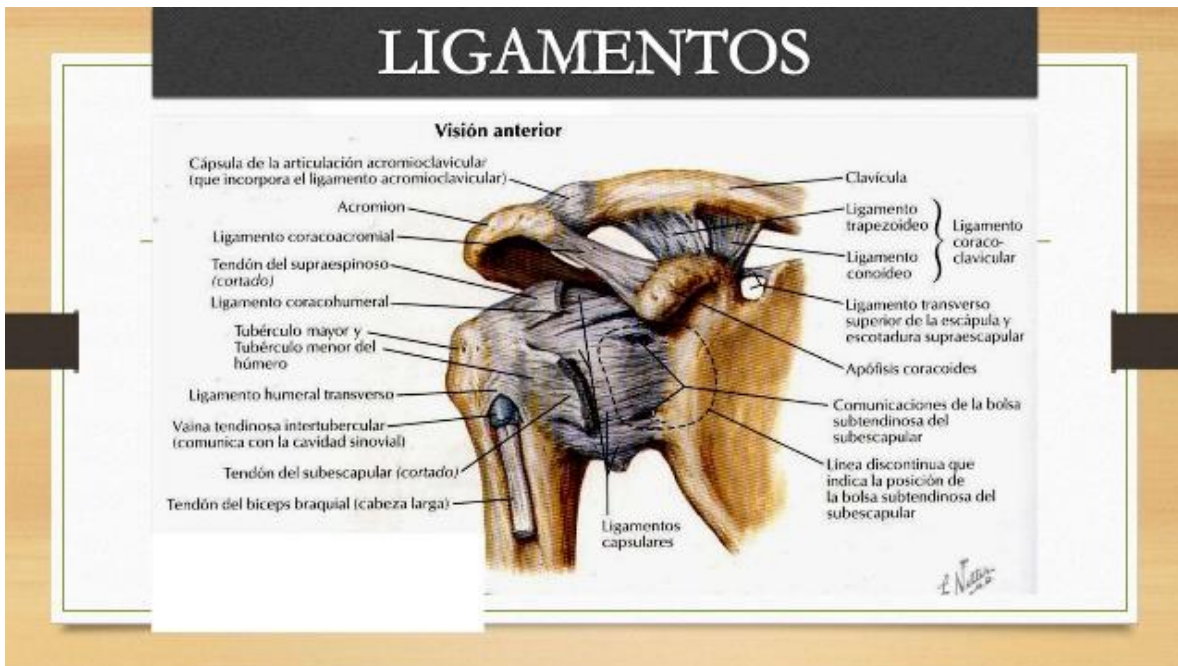 LIGAMENTOS
Visión anterior
Cápsula de la articulación acromioclavicular
(que incorpora el ligamento acromioclavicular)
Acromion
Ligamento coracoacromial
Tendón del supraespinoso
(cortado)
Ligamento coracohumeral
Tubérculo mayor y
Tubérculo menor del
húmero
Ligamento humeral transverso
Vaina tendinosa intertubercular
(comunica con la cavidad sinovial)
Tendón del subescapular (cortado)
Tendón del biceps braquial (cabeza larga)
Ligamentos
capsulares
Clavícula
Ligamento
trapezoideo
Ligamento
conoideo
Ligamento
coraco-
clavicular
Ligamento transverso
superior de la escápula y
escotadura supraescapular
Apófisis coracoides
Comunicaciones de la bolsa
subtendinosa del
subescapular
Línea discontinua que
indica la posición de
la bolsa subtendinosa del
subescapular